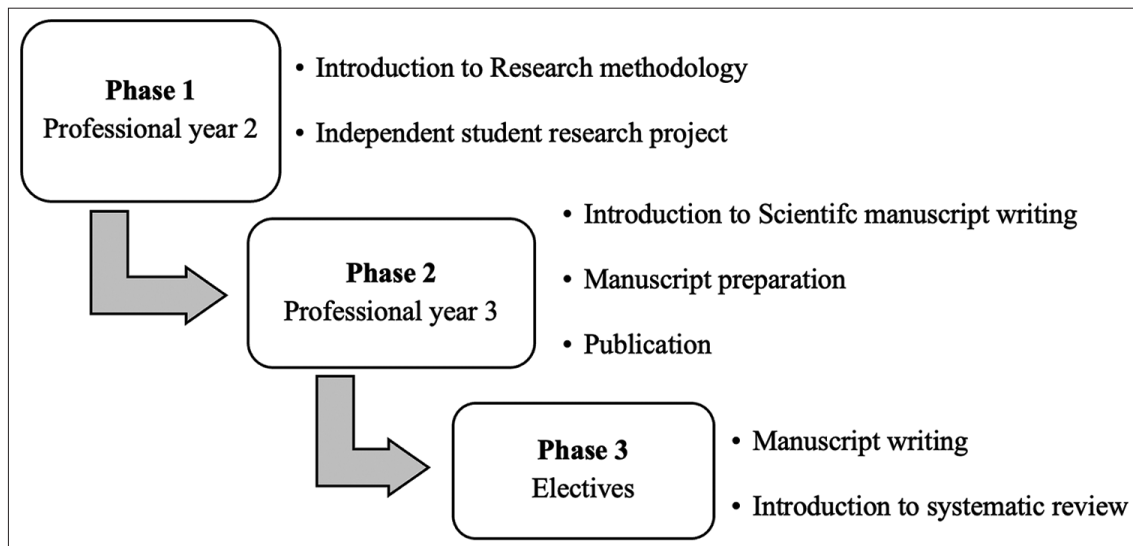 Phase 1
Professional year 2
• Introduction to Research methodology
• Independent student research project
Phase 2
Professional year 3
• Introduction to Scientifc manuscript writing
• Manuscript preparation
• Publication
Phase 3
Electives
• Manuscript writing
• Introduction to systematic review